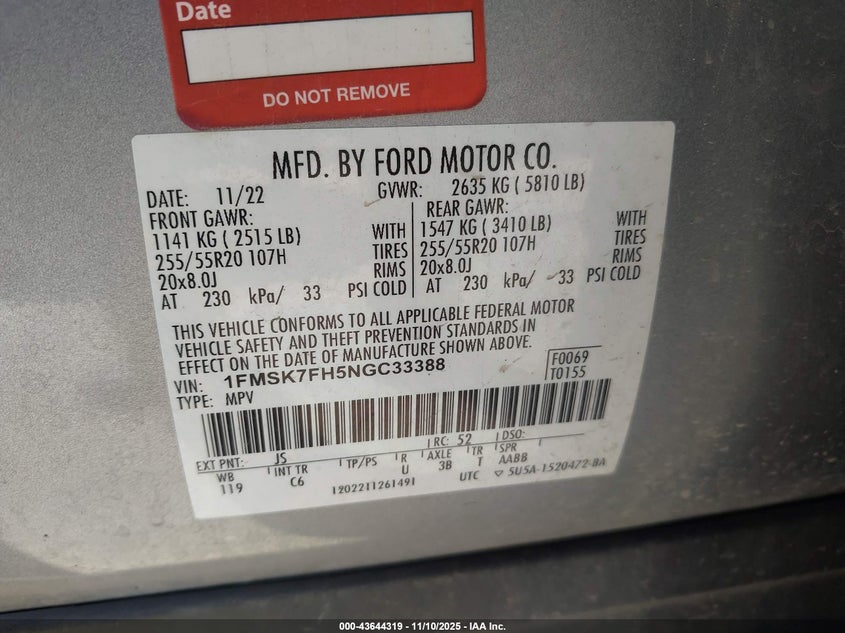 Date
DO NOT REMOVE
MFD. BY FORD MOTOR CO.
DATE: 11/22 GVWR: 2635 KG ( 5810 LB)
FRONT GAWR: REAR GAWR:
1141 KG ( 2515 LB) WITH 1547 KG ( 3410 LB) WITH
255/55R20 107H TIRES 255/55R20 107H TIRES
20x8.0J RIMS 20x8.0J RIMS
AT 230 kPa/ 33 PSI COLD AT 230 kPa/ 33 PSI COLD
THIS VEHICLE CONFORMS TO ALL APPLICABLE FEDERAL MOTOR
VEHICLE SAFETY AND THEFT PREVENTION STANDARDS IN
EFFECT ON THE DATE OF MANUFACTURE SHOWN ABOVE.
VIN: 1FMSK7FH5NGC33388 F0069
TYPE: MPV T0155
EXT PNT: JS RC: 52 DSO:
WB INT TR TP/PS R AXLE TR SPR
119 C6 U 3B T AABB
1202211261491 UTC ▽ 5U5A-1520472-BA
000-43644319 - 11/10/2025 - IAA Inc.